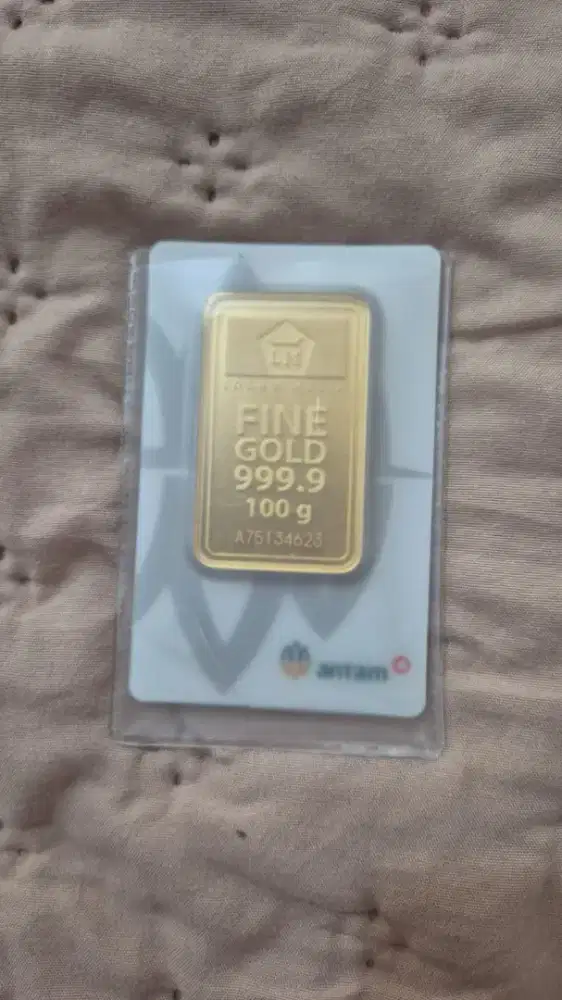 LM
FINE
GOLD
999.9
100 g
A75134623
antam